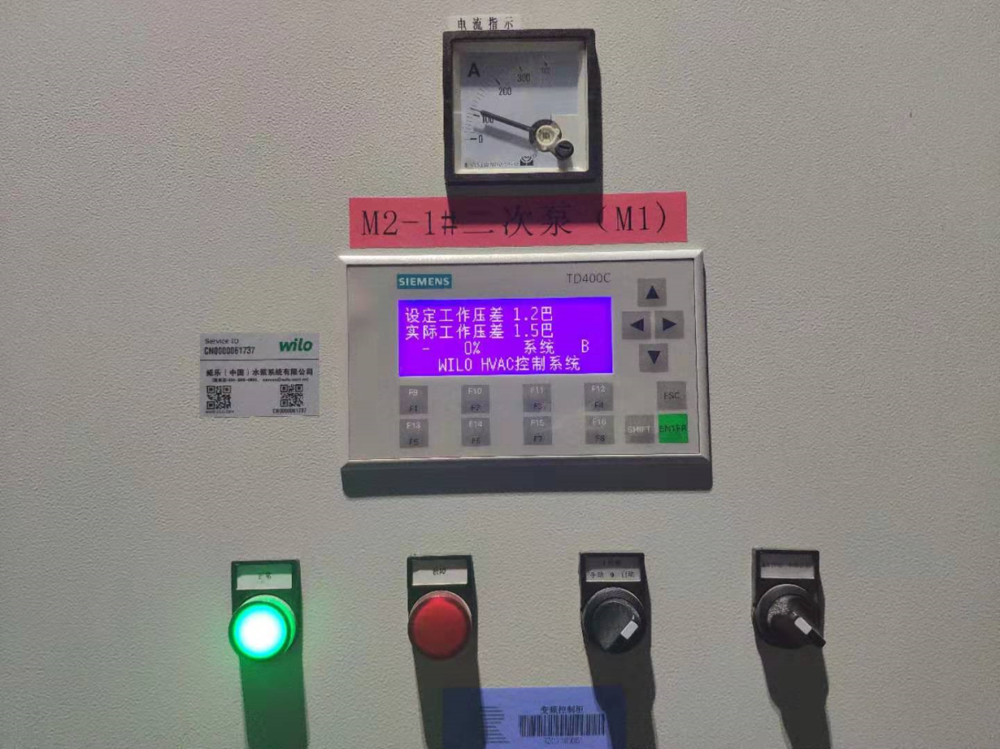 电流指示
A
300
200
100
0
M2-1#二次泵（M1）
SIEMENS
TD400C
设定工作压差 1.2巴
实际工作压差 1.5巴
- 0% 系统 B
WILO HVAC控制系统
Service ID
CN0000061737
wilo
威乐（中国）水泵系统有限公司
CN0000061737
F9 F10 F11 F12
F1 F2 F3 F4
ESC
F13 F14 F15 F16
F5 F6 F7 F8
SHIFT ENTER
故障
手动 0 自动
变频控制柜